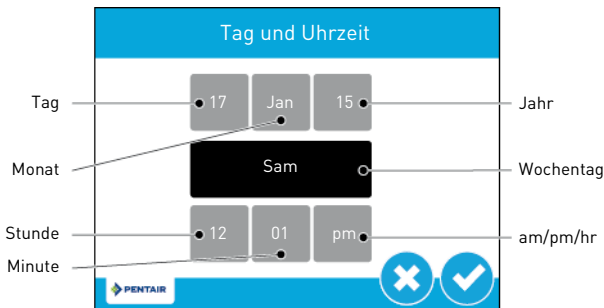 Tag und Uhrzeit
Tag
17
Jan
15
Jahr
Monat
Sam
Wochentag
Stunde
12
01
pm
am/pm/hr
Minute
PENTAIR